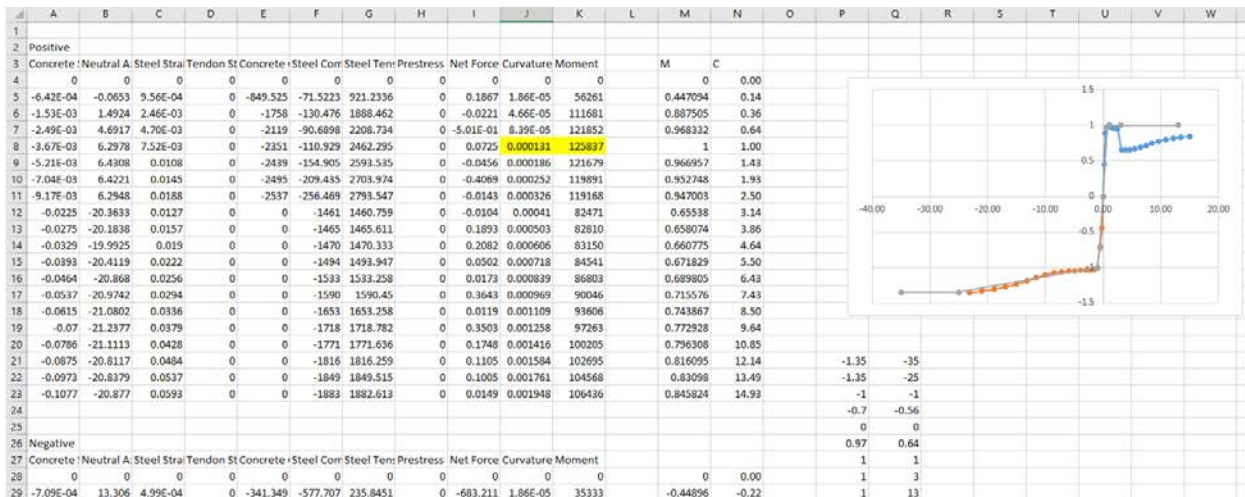 A B C D E F G H I J K L M N O P Q R S T U V W
1
2 Positive
3 Concrete Neutral A Steel Strai Tendon St Concrete Steel Com Steel Tens Prestress Net Force Curvature Moment M C
4 0 0 0 0 0 0 0 0 0 0 0 0 0.00
5 -6.42E-04 -0.0653 9.56E-04 0 -849.525 -71.5223 921.2336 0 0.1867 1.86E-05 56261 0.447094 0.14
6 -1.53E-03 1.4924 2.46E-03 0 -1758 -130.476 1888.462 0 -0.0221 4.66E-05 111681 0.887505 0.36
7 -2.49E-03 4.6917 4.70E-03 0 -2119 -90.6898 2208.734 0 -5.01E-01 8.39E-05 121852 0.968332 0.64
8 -3.67E-03 6.2978 7.52E-03 0 -2351 -110.929 2462.295 0 0.0725 0.000131 125837 1 1.00
9 -5.21E-03 6.4308 0.0108 0 -2439 -154.905 2593.535 0 -0.0456 0.000186 121679 0.966957 1.43
10 -7.04E-03 6.4221 0.0145 0 -2495 -209.435 2703.974 0 -0.4069 0.000252 119891 0.952748 1.93
11 -9.17E-03 6.2948 0.0188 0 -2537 -256.469 2793.547 0 -0.0143 0.000326 119168 0.947003 2.50
12 -0.0225 -20.3633 0.0127 0 0 -1461 1460.759 0 -0.0104 0.00041 82471 0.65538 3.14
13 -0.0275 -20.1838 0.0157 0 0 -1465 1465.611 0 0.1893 0.000503 82810 0.658074 3.86
14 -0.0329 -19.9925 0.019 0 0 -1470 1470.333 0 0.2082 0.000606 83150 0.660775 4.64
15 -0.0393 -20.4119 0.0222 0 0 -1494 1493.947 0 0.0502 0.000718 84541 0.671829 5.50
16 -0.0464 -20.868 0.0256 0 0 -1533 1533.258 0 0.0173 0.000839 86803 0.689805 6.43
17 -0.0537 -20.9742 0.0294 0 0 -1590 1590.45 0 0.3643 0.000969 90046 0.715576 7.43
18 -0.0615 -21.0802 0.0336 0 0 -1653 1653.258 0 0.0119 0.001109 93606 0.743867 8.50
19 -0.07 -21.2377 0.0379 0 0 -1718 1718.782 0 0.3503 0.001258 97263 0.772928 9.64
20 -0.0786 -21.1113 0.0428 0 0 -1771 1771.636 0 0.1748 0.001416 100205 0.796308 10.85
21 -0.0875 -20.8117 0.0484 0 0 -1816 1816.259 0 0.1105 0.001584 102695 0.816095 12.14 -1.35 -35
22 -0.0973 -20.8379 0.0537 0 0 -1849 1849.515 0 0.1005 0.001761 104568 0.83098 13.49 -1.35 -25
23 -0.1077 -20.877 0.0593 0 0 -1883 1882.613 0 0.0149 0.001948 106436 0.845824 14.93 -1 -1
24 -0.7 -0.56
25 0 0
26 Negative 0.97 0.64
27 Concrete Neutral A Steel Strai Tendon St Concrete Steel Com Steel Tens Prestress Net Force Curvature Moment 1 1
28 0 0 0 0 0 0 0 0 0 0 0 0 0.00 1 3
29 -7.09E-04 13.306 4.99E-04 0 -341.349 -577.707 235.8451 0 -683.211 1.86E-05 35333 -0.44896 -0.22 1 13
1.5
1
0.5
0
-40.00 -30.00 -20.00 -10.00 0.00 10.00 20.00
-0.5
-1
-1.5